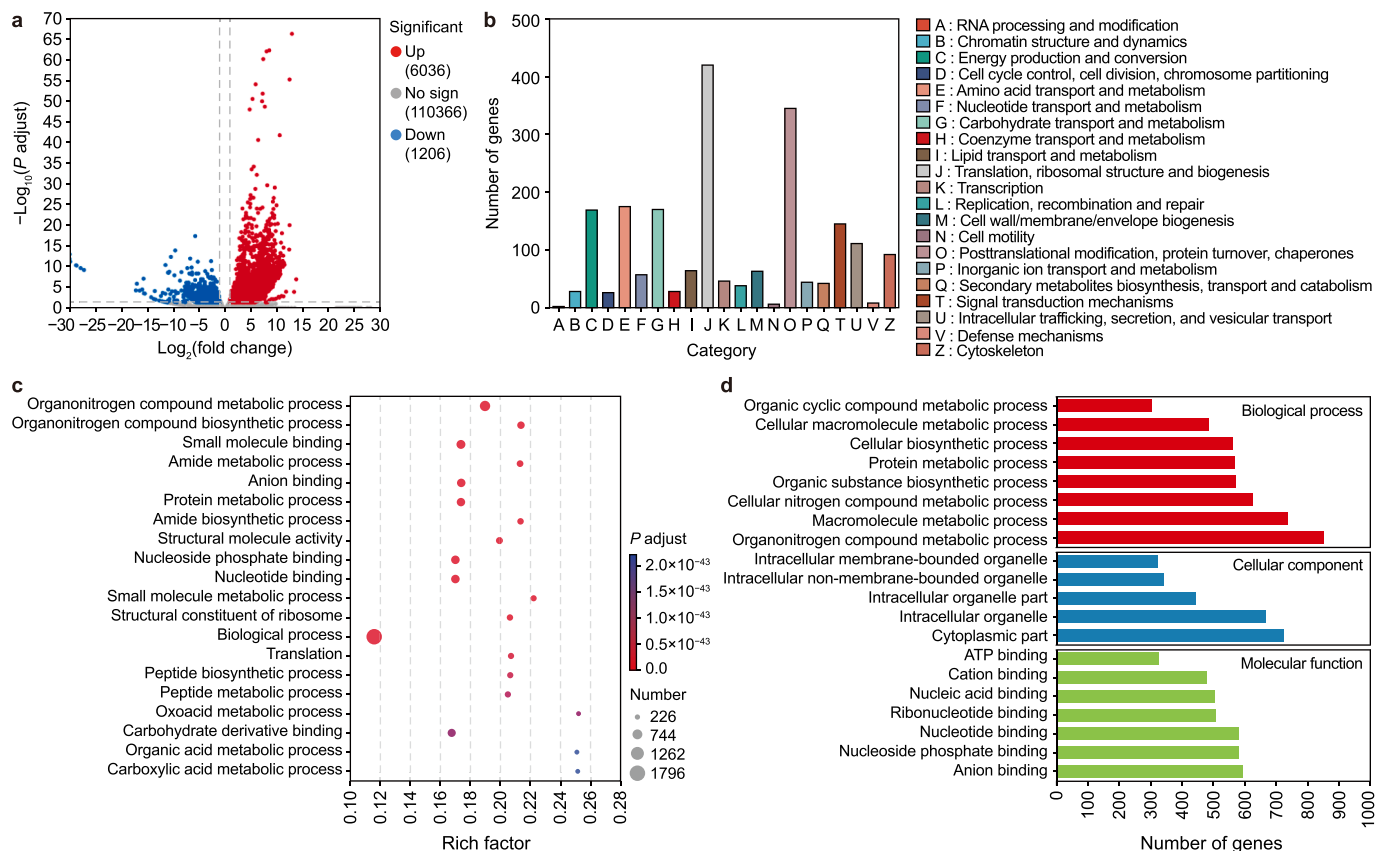 a
70
65
60
55
50
45
40
35
30
25
20
15
10
5
0
−Log10(P adjust)
−30 −25 −20 −15 −10 −5 0 5 10 15 20 25 30
Log2(fold change)
Significant
Up
(6036)
No sign
(110366)
Down
(1206)
b
500
400
300
200
100
0
Number of genes
A B C D E F G H I J K L M N O P Q T U V Z
Category
A : RNA processing and modification
B : Chromatin structure and dynamics
C : Energy production and conversion
D : Cell cycle control, cell division, chromosome partitioning
E : Amino acid transport and metabolism
F : Nucleotide transport and metabolism
G : Carbohydrate transport and metabolism
H : Coenzyme transport and metabolism
I : Lipid transport and metabolism
J : Translation, ribosomal structure and biogenesis
K : Transcription
L : Replication, recombination and repair
M : Cell wall/membrane/envelope biogenesis
N : Cell motility
O : Posttranslational modification, protein turnover, chaperones
P : Inorganic ion transport and metabolism
Q : Secondary metabolites biosynthesis, transport and catabolism
T : Signal transduction mechanisms
U : Intracellular trafficking, secretion, and vesicular transport
V : Defense mechanisms
Z : Cytoskeleton
c
Organonitrogen compound metabolic process
Organonitrogen compound biosynthetic process
Small molecule binding
Amide metabolic process
Anion binding
Protein metabolic process
Amide biosynthetic process
Structural molecule activity
Nucleoside phosphate binding
Nucleotide binding
Small molecule metabolic process
Structural constituent of ribosome
Biological process
Translation
Peptide biosynthetic process
Peptide metabolic process
Oxoacid metabolic process
Carbohydrate derivative binding
Organic acid metabolic process
Carboxylic acid metabolic process
0.10 0.12 0.14 0.16 0.18 0.20 0.22 0.24 0.26 0.28
Rich factor
P adjust
2.0×10−43
1.5×10−43
1.0×10−43
0.5×10−43
0.0
Number
226
744
1262
1796
d
Organic cyclic compound metabolic process
Cellular macromolecule metabolic process
Cellular biosynthetic process
Protein metabolic process
Organic substance biosynthetic process
Cellular nitrogen compound metabolic process
Macromolecule metabolic process
Organonitrogen compound metabolic process
Biological process
Intracellular membrane-bounded organelle
Intracellular non-membrane-bounded organelle
Intracellular organelle part
Intracellular organelle
Cytoplasmic part
Cellular component
ATP binding
Cation binding
Nucleic acid binding
Ribonucleotide binding
Nucleotide binding
Nucleoside phosphate binding
Anion binding
Molecular function
0 100 200 300 400 500 600 700 800 900 1000
Number of genes